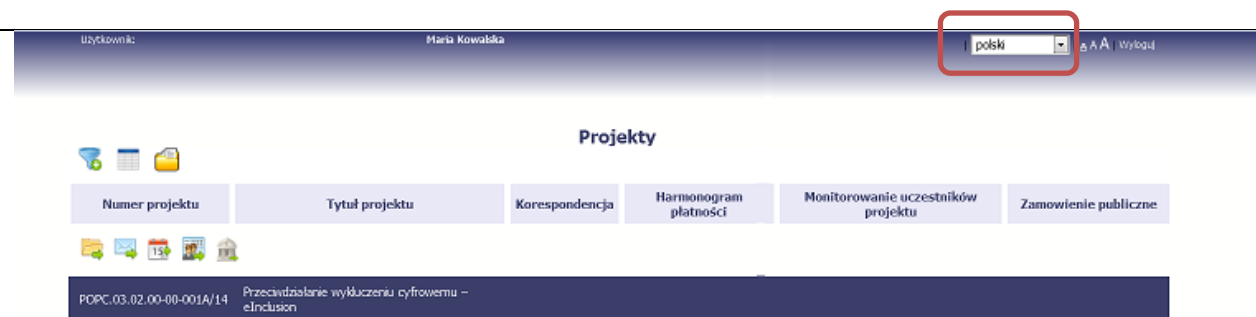 Użytkownik: Maria Kowalska | polski A A A | Wyloguj
Projekty
Numer projektu Tytuł projektu Korespondencja Harmonogram płatności Monitorowanie uczestników projektu Zamowienie publiczne
15
POPC.03.02.00-00-001A/14 Przeciwdziałanie wykluczeniu cyfrowemu –
eInclusion